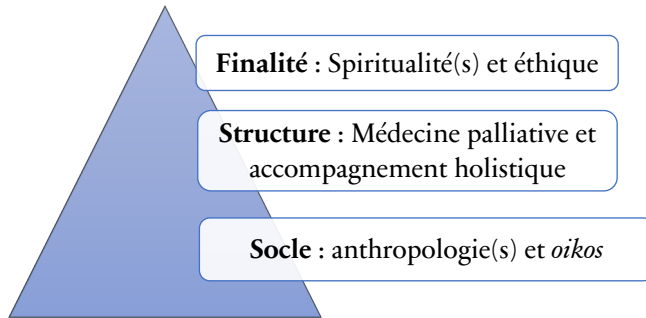 Finalité : Spiritualité(s) et éthique
Structure : Médecine palliative et
accompagnement holistique
Socle : anthropologie(s) et oikos